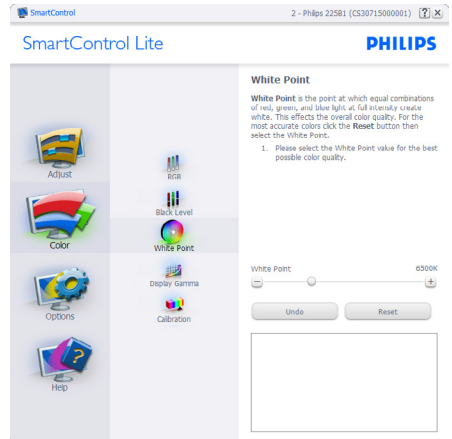 SmartControl
2 - Philips 225B1 (CS30715000001)
?
SmartControl Lite
PHILIPS
Adjust
Color
Options
Help
RGB
Black Level
White Point
Display Gamma
Calibration
White Point
White Point is the point at which equal combinations
of red, green, and blue light at full intensity create
white. This effects the overall color quality. For the
most accurate colors click the Reset button then
select the White Point.
1. Please select the White Point value for the best
possible color quality.
White Point 6500K
Undo Reset